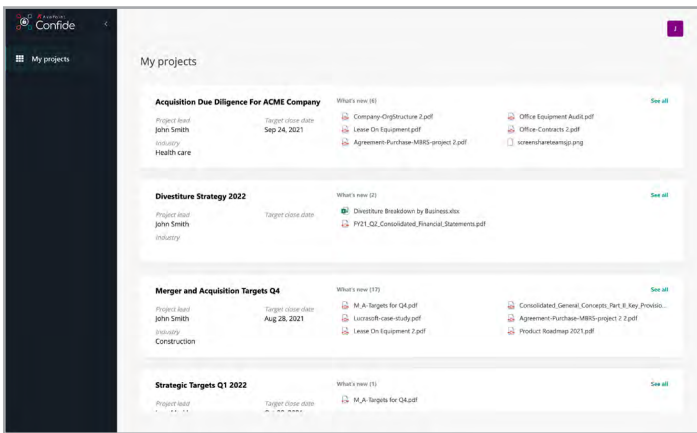 AvePoint
Confide
J
My projects
My projects
Acquisition Due Diligence For ACME Company
Project lead
Target close date
John Smith
Sep 24, 2021
Industry
Health care
What's new (6)
See all
Company-OrgStructure 2.pdf
Office Equipment Audit.pdf
Lease On Equipment.pdf
Office-Contracts 2.pdf
Agreement-Purchase-MBRS-project 2.pdf
screenshareteamsjp.png
Divestiture Strategy 2022
Project lead
Target close date
John Smith
Industry
What's new (2)
See all
Divestiture Breakdown by Business.xlsx
FY21_Q2_Consolidated_Financial_Statements.pdf
Merger and Acquisition Targets Q4
Project lead
Target close date
John Smith
Aug 28, 2021
Industry
Construction
What's new (17)
See all
M_A-Targets for Q4.pdf
Consolidated_General_Concepts_Part_II_Key_Provisio...
Lucrasoft-case-study.pdf
Agreement-Purchase-MBRS-project 2 2.pdf
Lease On Equipment 2.pdf
Product Roadmap 2021.pdf
Strategic Targets Q1 2022
Project lead
Target close date
What's new (1)
See all
M_A-Targets for Q4.pdf